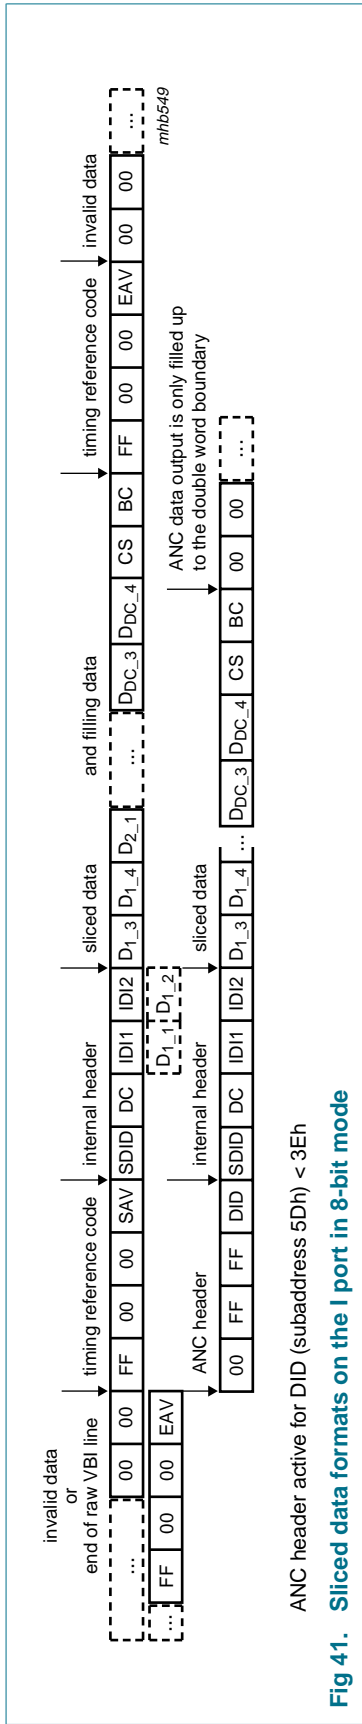 invalid data
or
end of raw VBI line
timing reference code
internal header
sliced data
and filling data
timing reference code
invalid data
... 00 00 FF 00 00 SAV SDID DC IDI1 IDI2 D1_3 D1_4 D2_1 ... DDC_3 DDC_4 CS BC FF 00 00 EAV 00 00 ...
mhb549
... FF 00 00 EAV
D1_1 D1_2
ANC header
internal header
sliced data
ANC data output is only filled up
to the double word boundary
00 FF FF DID SDID DC IDI1 IDI2 D1_3 D1_4 ... DDC_3 DDC_4 CS BC 00 00 ...
ANC header active for DID (subaddress 5Dh) < 3Eh
Fig 41. Sliced data formats on the I port in 8-bit mode